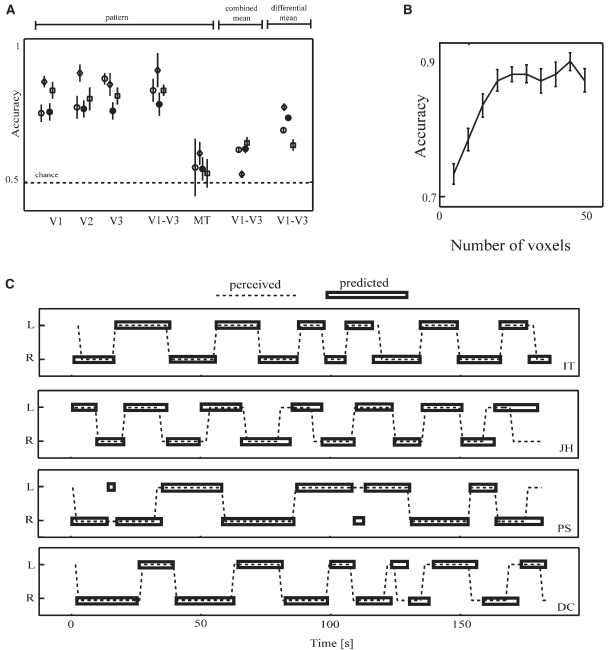 A
B
pattern
combined mean
differential mean
1
Accuracy
chance
0.5
V1 V2 V3 V1-V3 MT V1-V3 V1-V3
0.9
Accuracy
0.7
0 50
Number of voxels
C
perceived
predicted
L
R
IT
L
R
JH
L
R
PS
L
R
DC
0 50 100 150
Time [s]